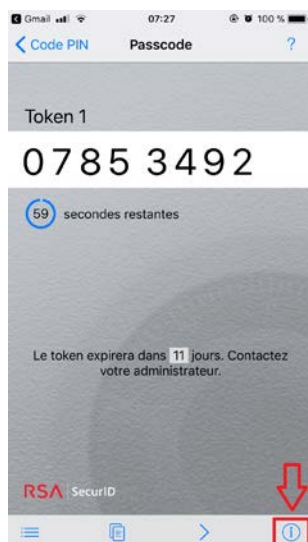 Gmail 07:27 100 %
Code PIN Passcode ?
Token 1
0785 3492
59 secondes restantes
Le token expirera dans 11 jours. Contactez
votre administrateur.
RSA SecurID